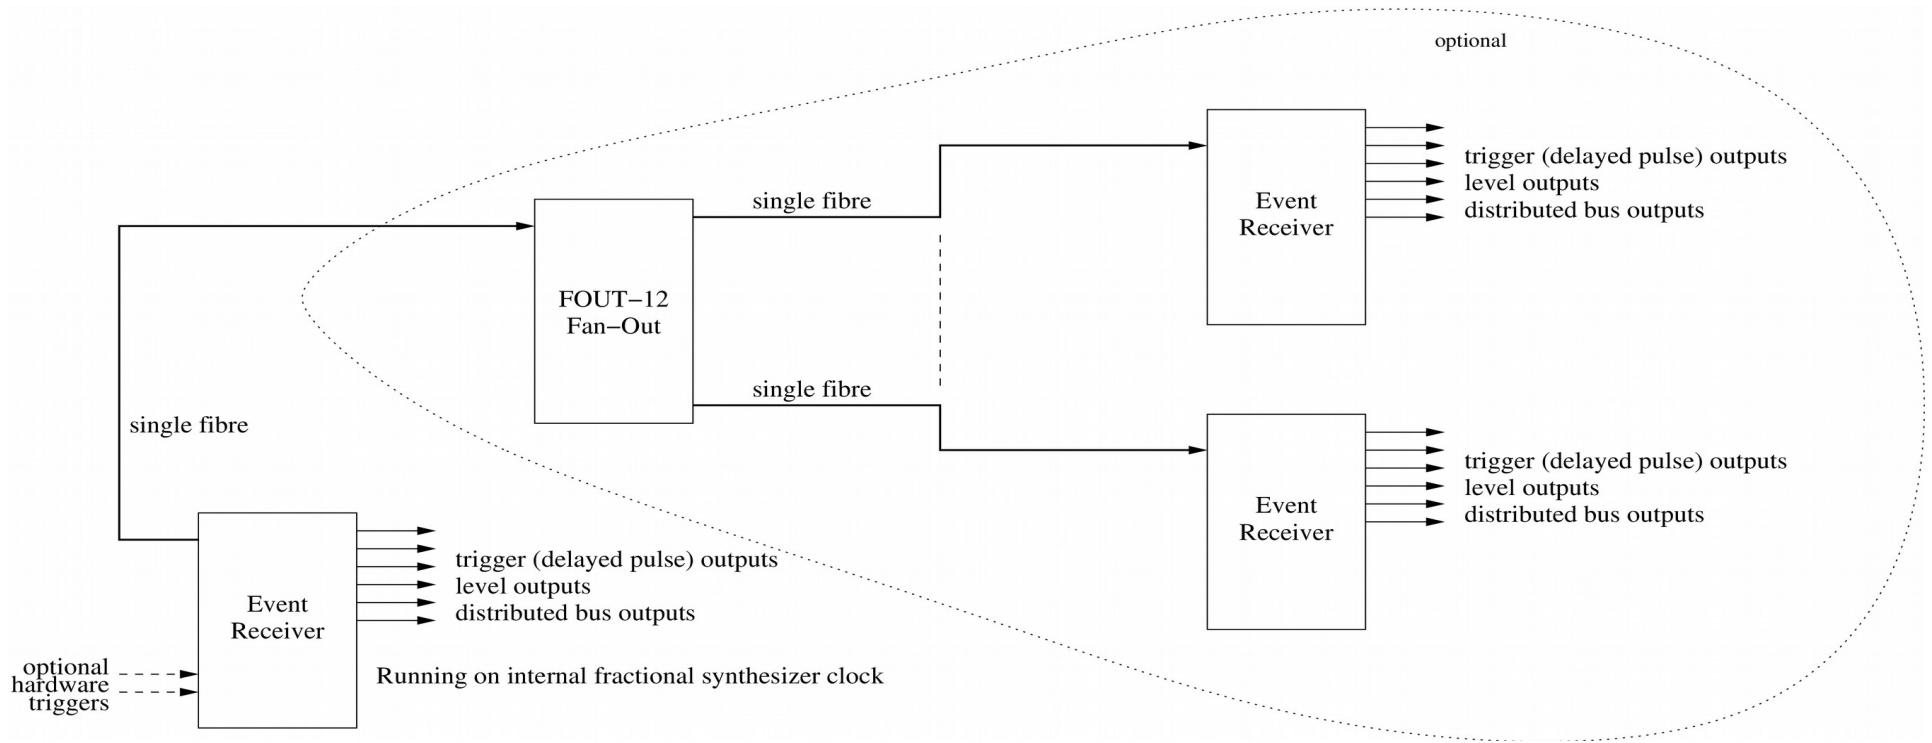 optional
trigger (delayed pulse) outputs
level outputs
distributed bus outputs
Event
Receiver
single fibre
FOUT−12
Fan−Out
single fibre
single fibre
trigger (delayed pulse) outputs
level outputs
distributed bus outputs
Event
Receiver
trigger (delayed pulse) outputs
level outputs
distributed bus outputs
Event
Receiver
optional
hardware
triggers
Running on internal fractional synthesizer clock